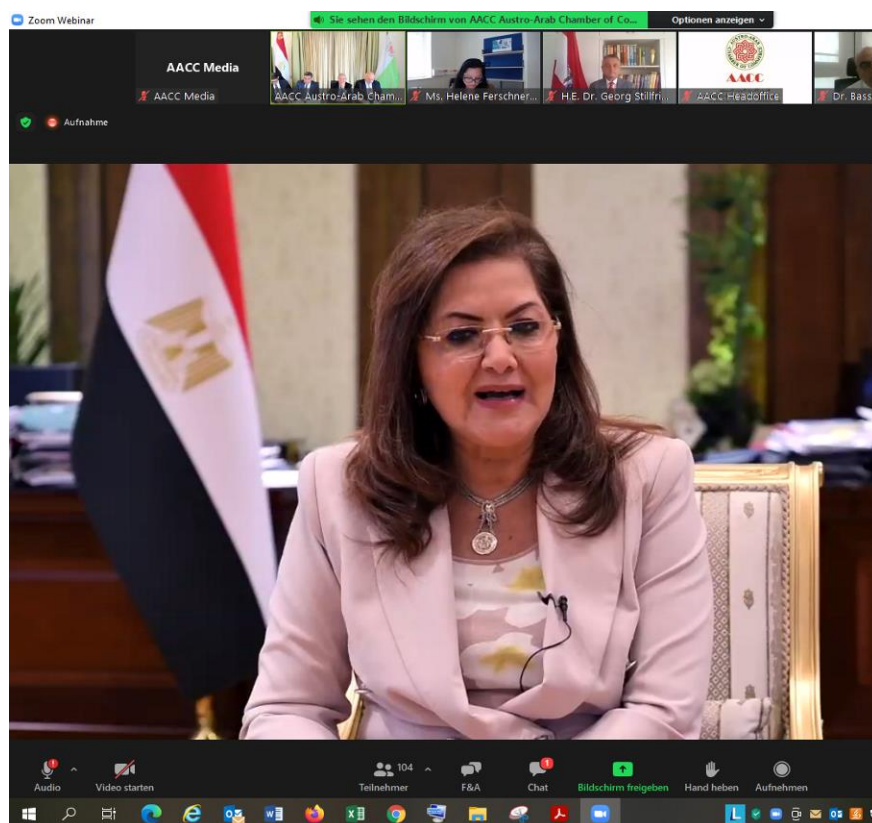 Zoom Webinar
Sie sehen den Bildschirm von AACC Austro-Arab Chamber of Co...
Optionen anzeigen
AACC Media
AACC Media
AACC Austro-Arab Cham...
Ms. Helene Ferschner...
H.E. Dr. Georg Stillfri...
AACC
AACC Headoffice
Dr. Bass
Aufnahme
Audio
Video starten
104
Teilnehmer
F&A
1
Chat
Bildschirm freigeben
Hand heben
Aufnehmen